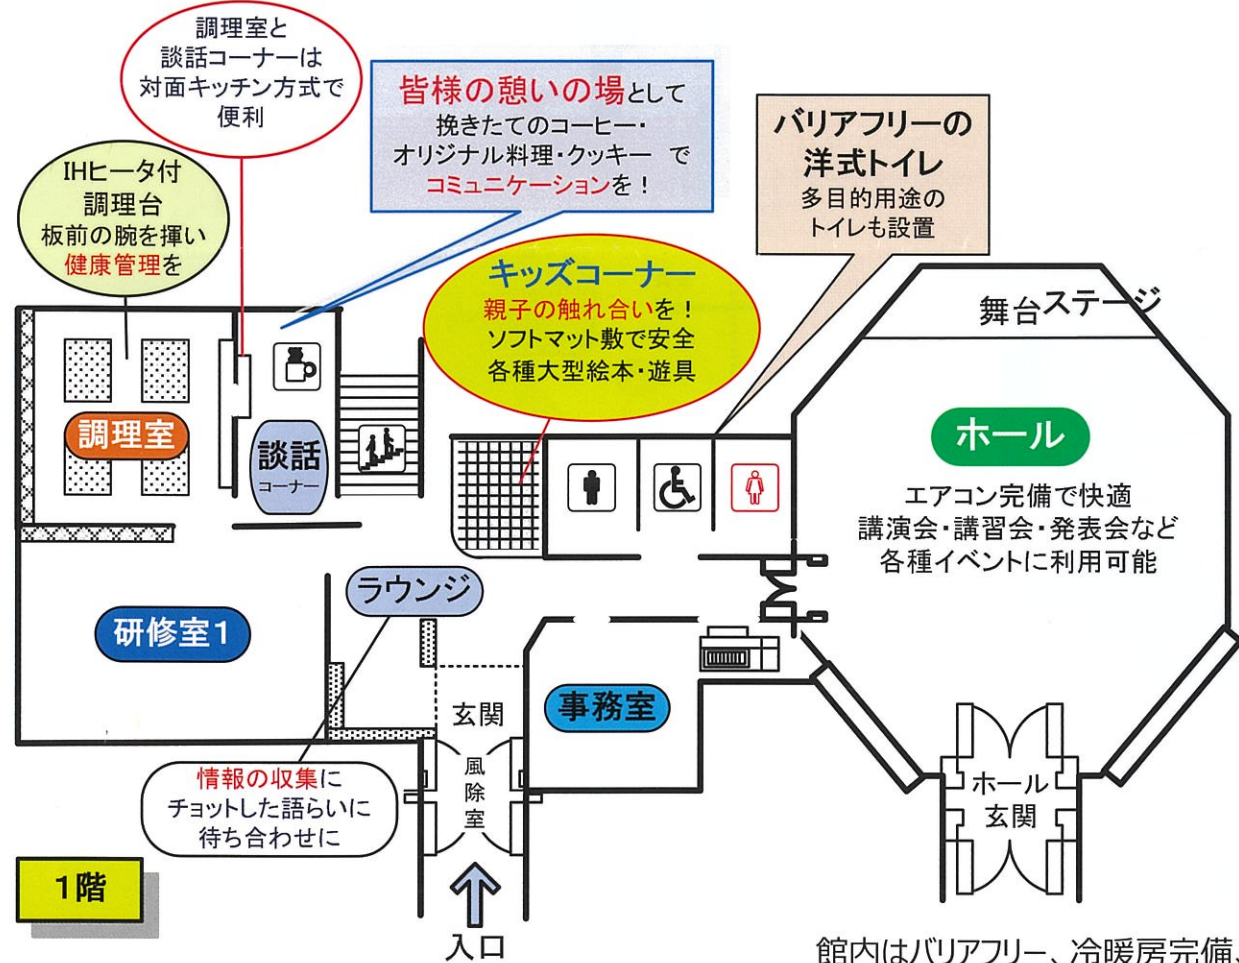 調理室と
談話コーナーは
対面キッチン方式で
便利
皆様の憩いの場として
挽きたてのコーヒー・
オリジナル料理・クッキー で
コミュニケーションを！
バリアフリーの
洋式トイレ
多目的用途の
トイレも設置
IHヒータ付
調理台
板前の腕を揮い
健康管理を
キッズコーナー
親子の触れ合いを！
ソフトマット敷で安全
各種大型絵本・遊具
舞台ステージ
調理室
談話
コーナー
ホール
エアコン完備で快適
講演会・講習会・発表会など
各種イベントに利用可能
ラウンジ
研修室1
事務室
玄関
風
除
室
情報の収集に
チョットした語らいに
待ち合わせに
ホール
玄関
1階
入口
館内はバリアフリー、冷暖房完備、